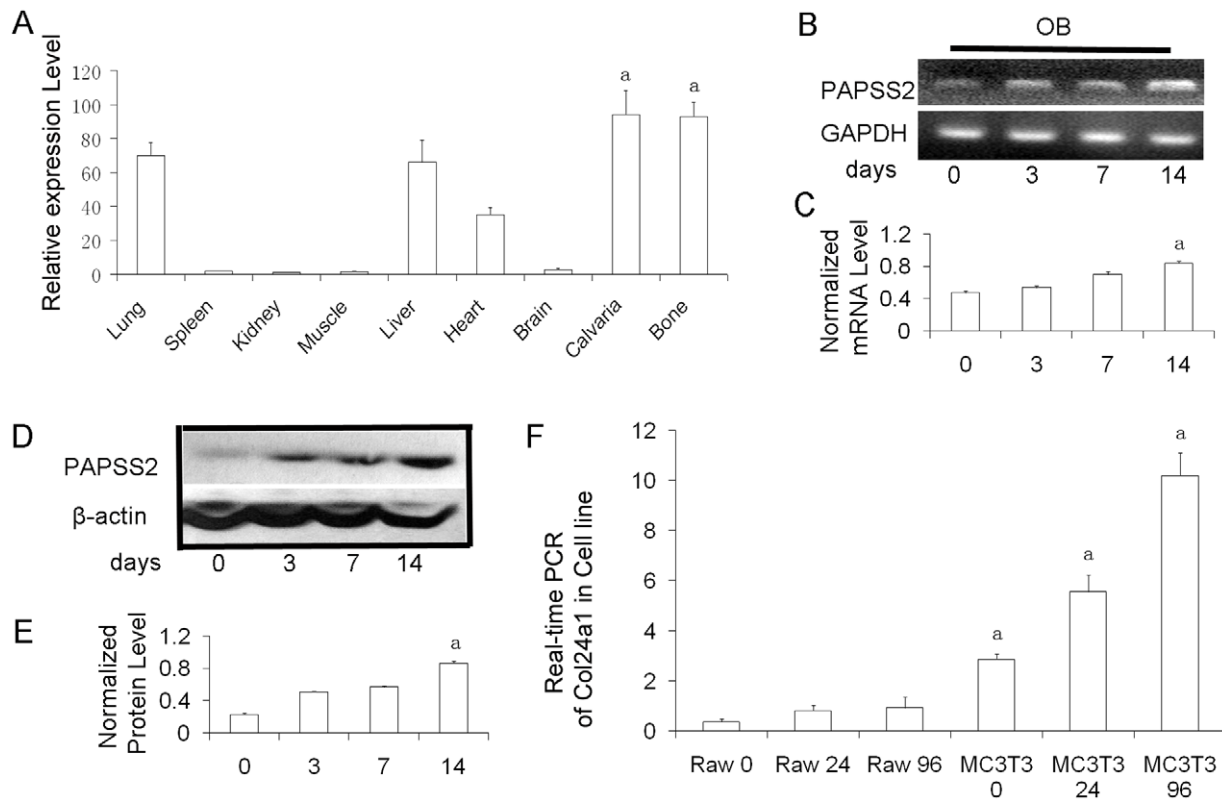 A
Relative expression Level
120
100
80
60
40
20
0
a
a
Lung
Spleen
Kidney
Muscle
Liver
Heart
Brain
Calvaria
Bone
B
OB
PAPSS2
GAPDH
days
0 3 7 14
C
Normalized
mRNA Level
1.2
0.8
0.4
0
a
0 3 7 14
D
PAPSS2
β-actin
days
0 3 7 14
E
Normalized
Protein Level
1.2
0.8
0.4
0
a
0 3 7 14
F
Real-time PCR
of Col24a1 in Cell line
12
10
8
6
4
2
0
a
a
a
Raw 0 Raw 24 Raw 96 MC3T3 MC3T3 MC3T3
0 24 96